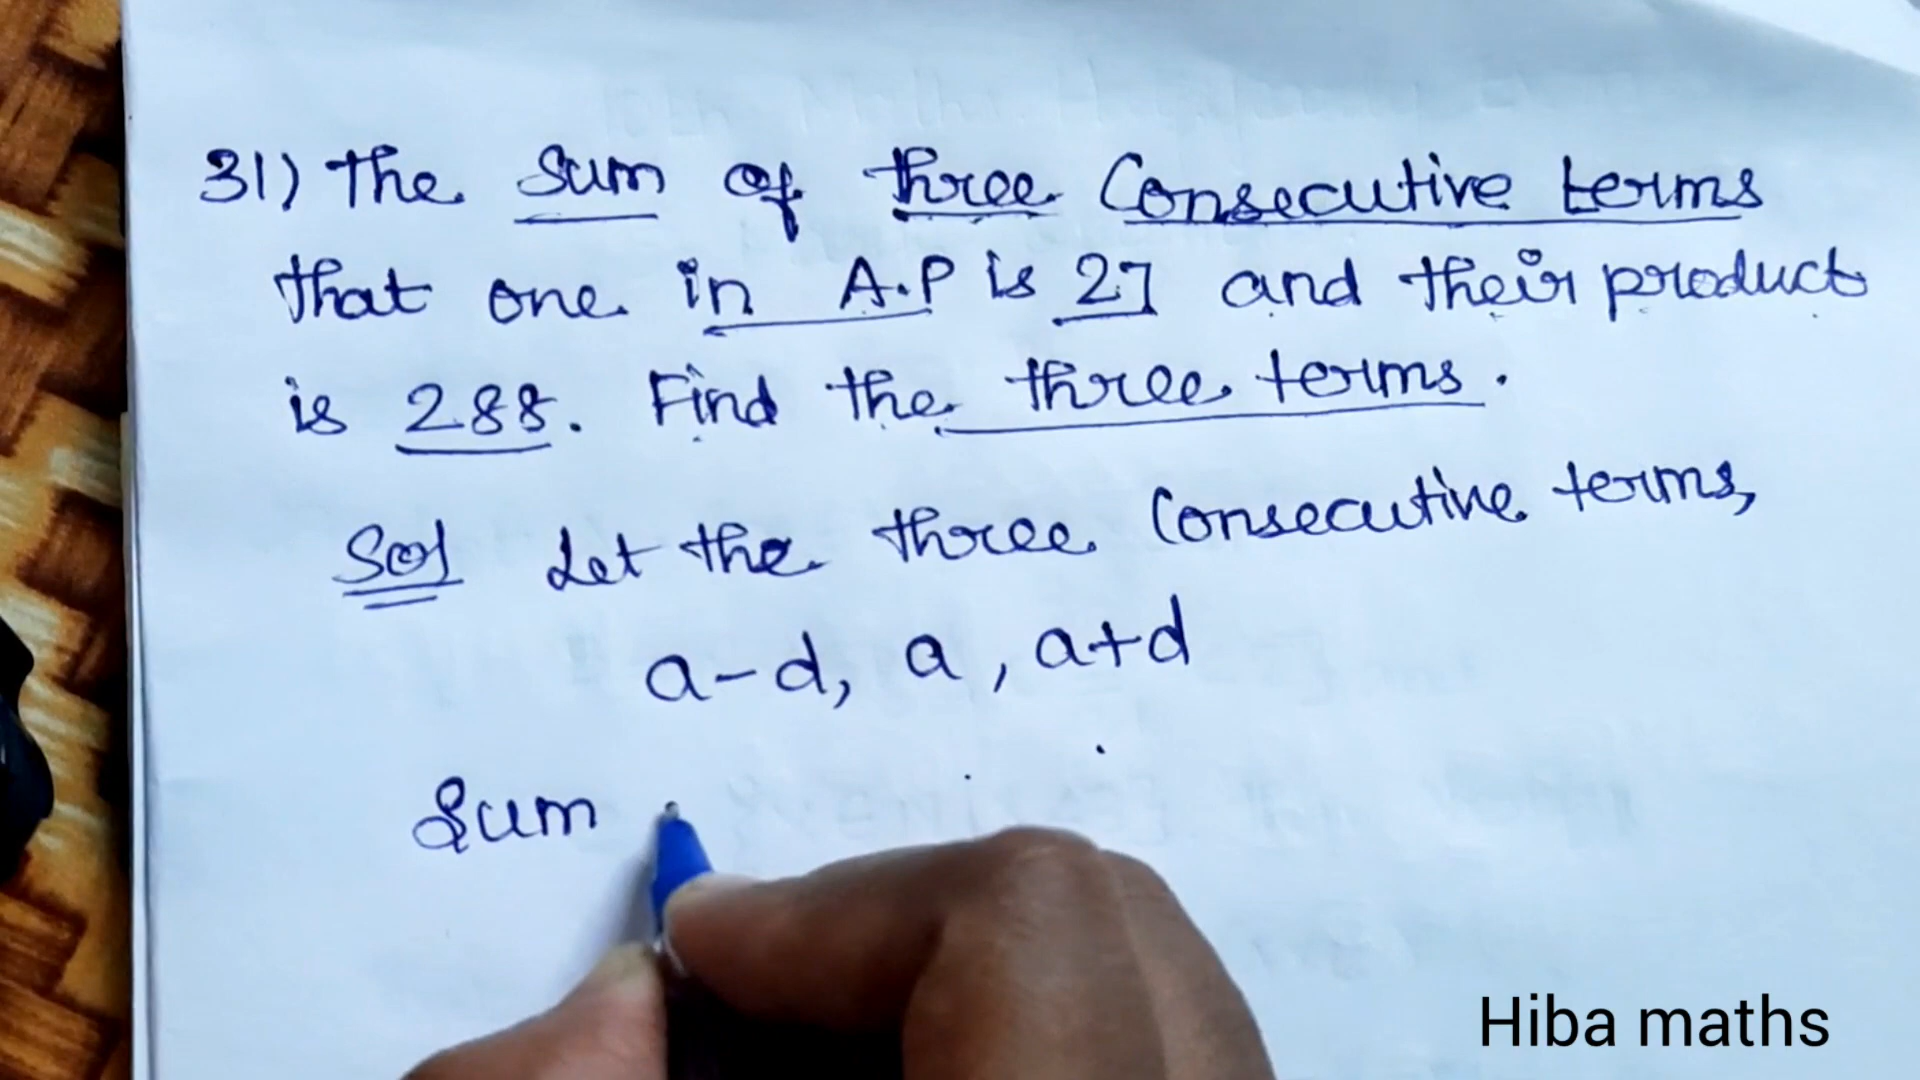 31) The Sum of three Consecutive terms
that one in A.P is 27 and their product
is 288. Find the three terms.
Sol Let the three Consecutive terms,
a-d, a, a+d
Sum
Hiba maths